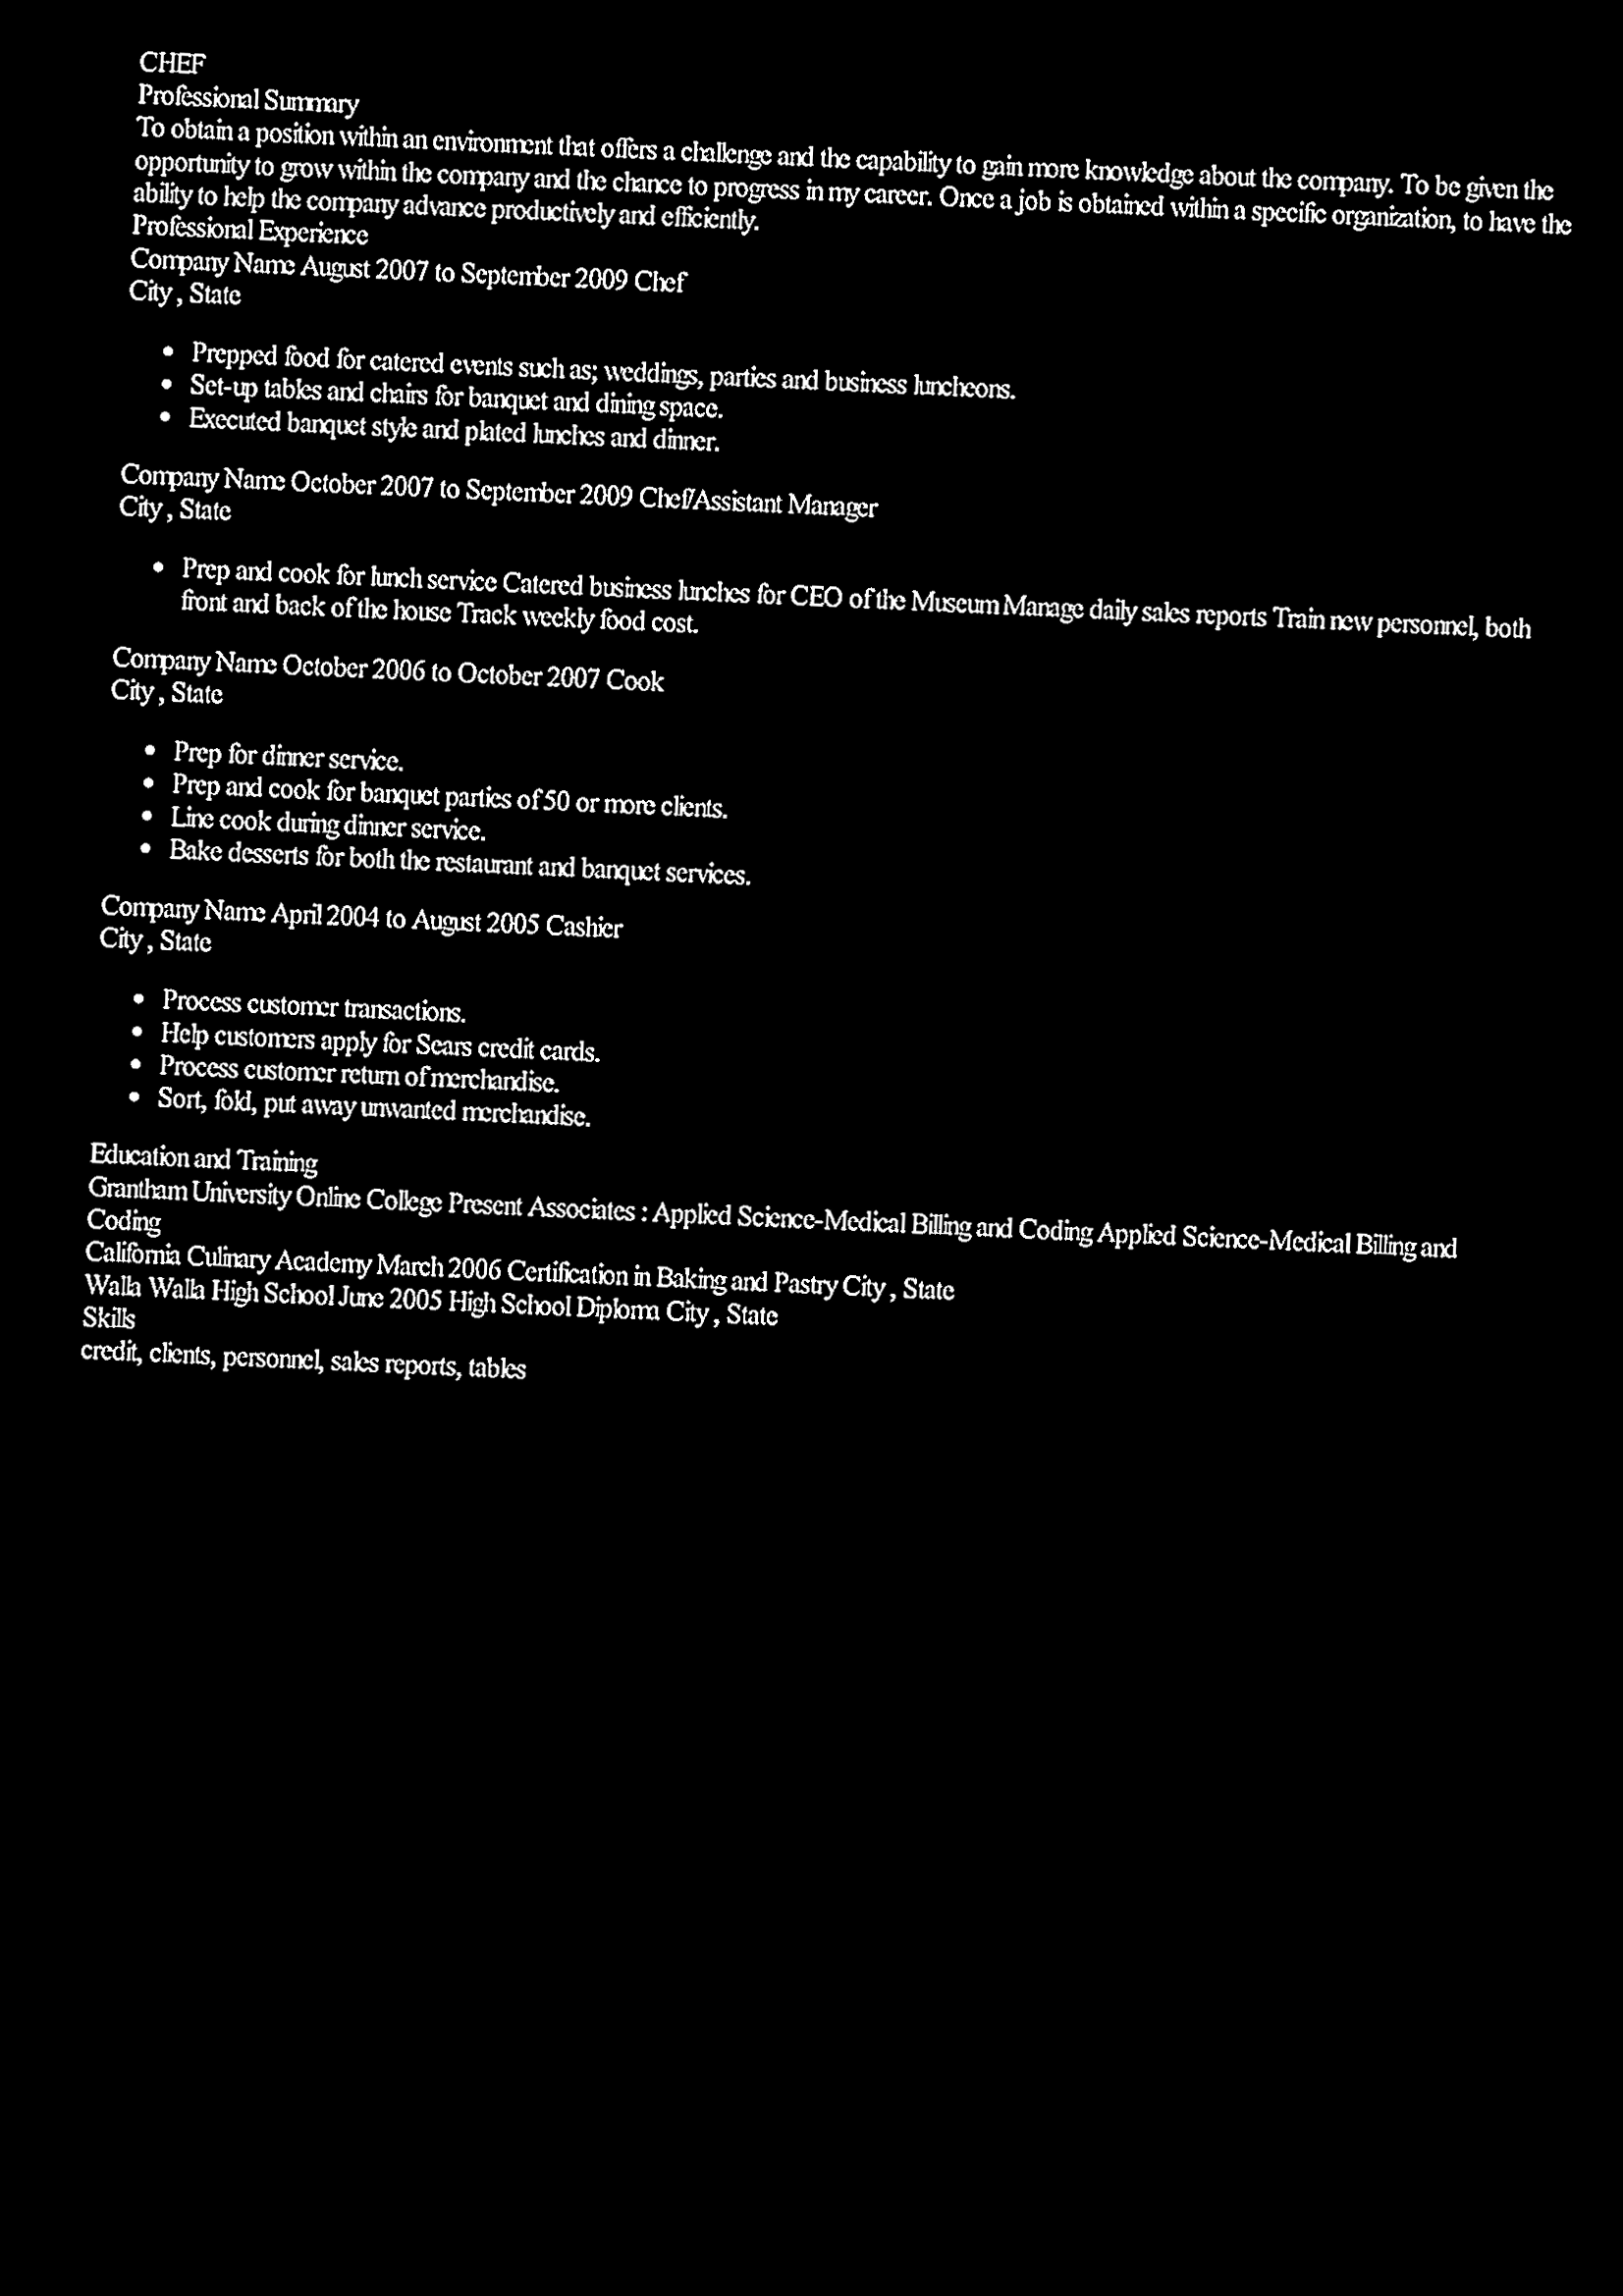 CHEF
Professional Summary
To obtain a position within an environment that offers a challenge and the capability to gain more knowledge about the company. To be given the
opportunity to grow within the company and the chance to progress in my career. Once a job is obtained within a specific organization, to have the
ability to help the company advance productively and efficiently.
Professional Experience
Company Name August 2007 to September 2009 Chef
City , State
• Prepped food for catered events such as; weddings, parties and business luncheons.
• Set-up tables and chairs for banquet and dining space.
• Executed banquet style and plated lunches and dinner.
Company Name October 2007 to September 2009 Chef/Assistant Manager
City , State
• Prep and cook for lunch service Catered business lunches for CEO of the Museum Manage daily sales reports Train new personnel, both
front and back of the house Track weekly food cost.
Company Name October 2006 to October 2007 Cook
City , State
• Prep for dinner service.
• Prep and cook for banquet parties of 50 or more clients.
• Line cook during dinner service.
• Bake desserts for both the restaurant and banquet services.
Company Name April 2004 to August 2005 Cashier
City , State
• Process customer transactions.
• Help customers apply for Sears credit cards.
• Process customer return of merchandise.
• Sort, fold, put away unwanted merchandise.
Education and Training
Grantham University Online College Present Associates : Applied Science-Medical Billing and Coding Applied Science-Medical Billing and
Coding
California Culinary Academy March 2006 Certification in Baking and Pastry City , State
Walla Walla High School June 2005 High School Diploma City , State
Skills
credit, clients, personnel, sales reports, tables